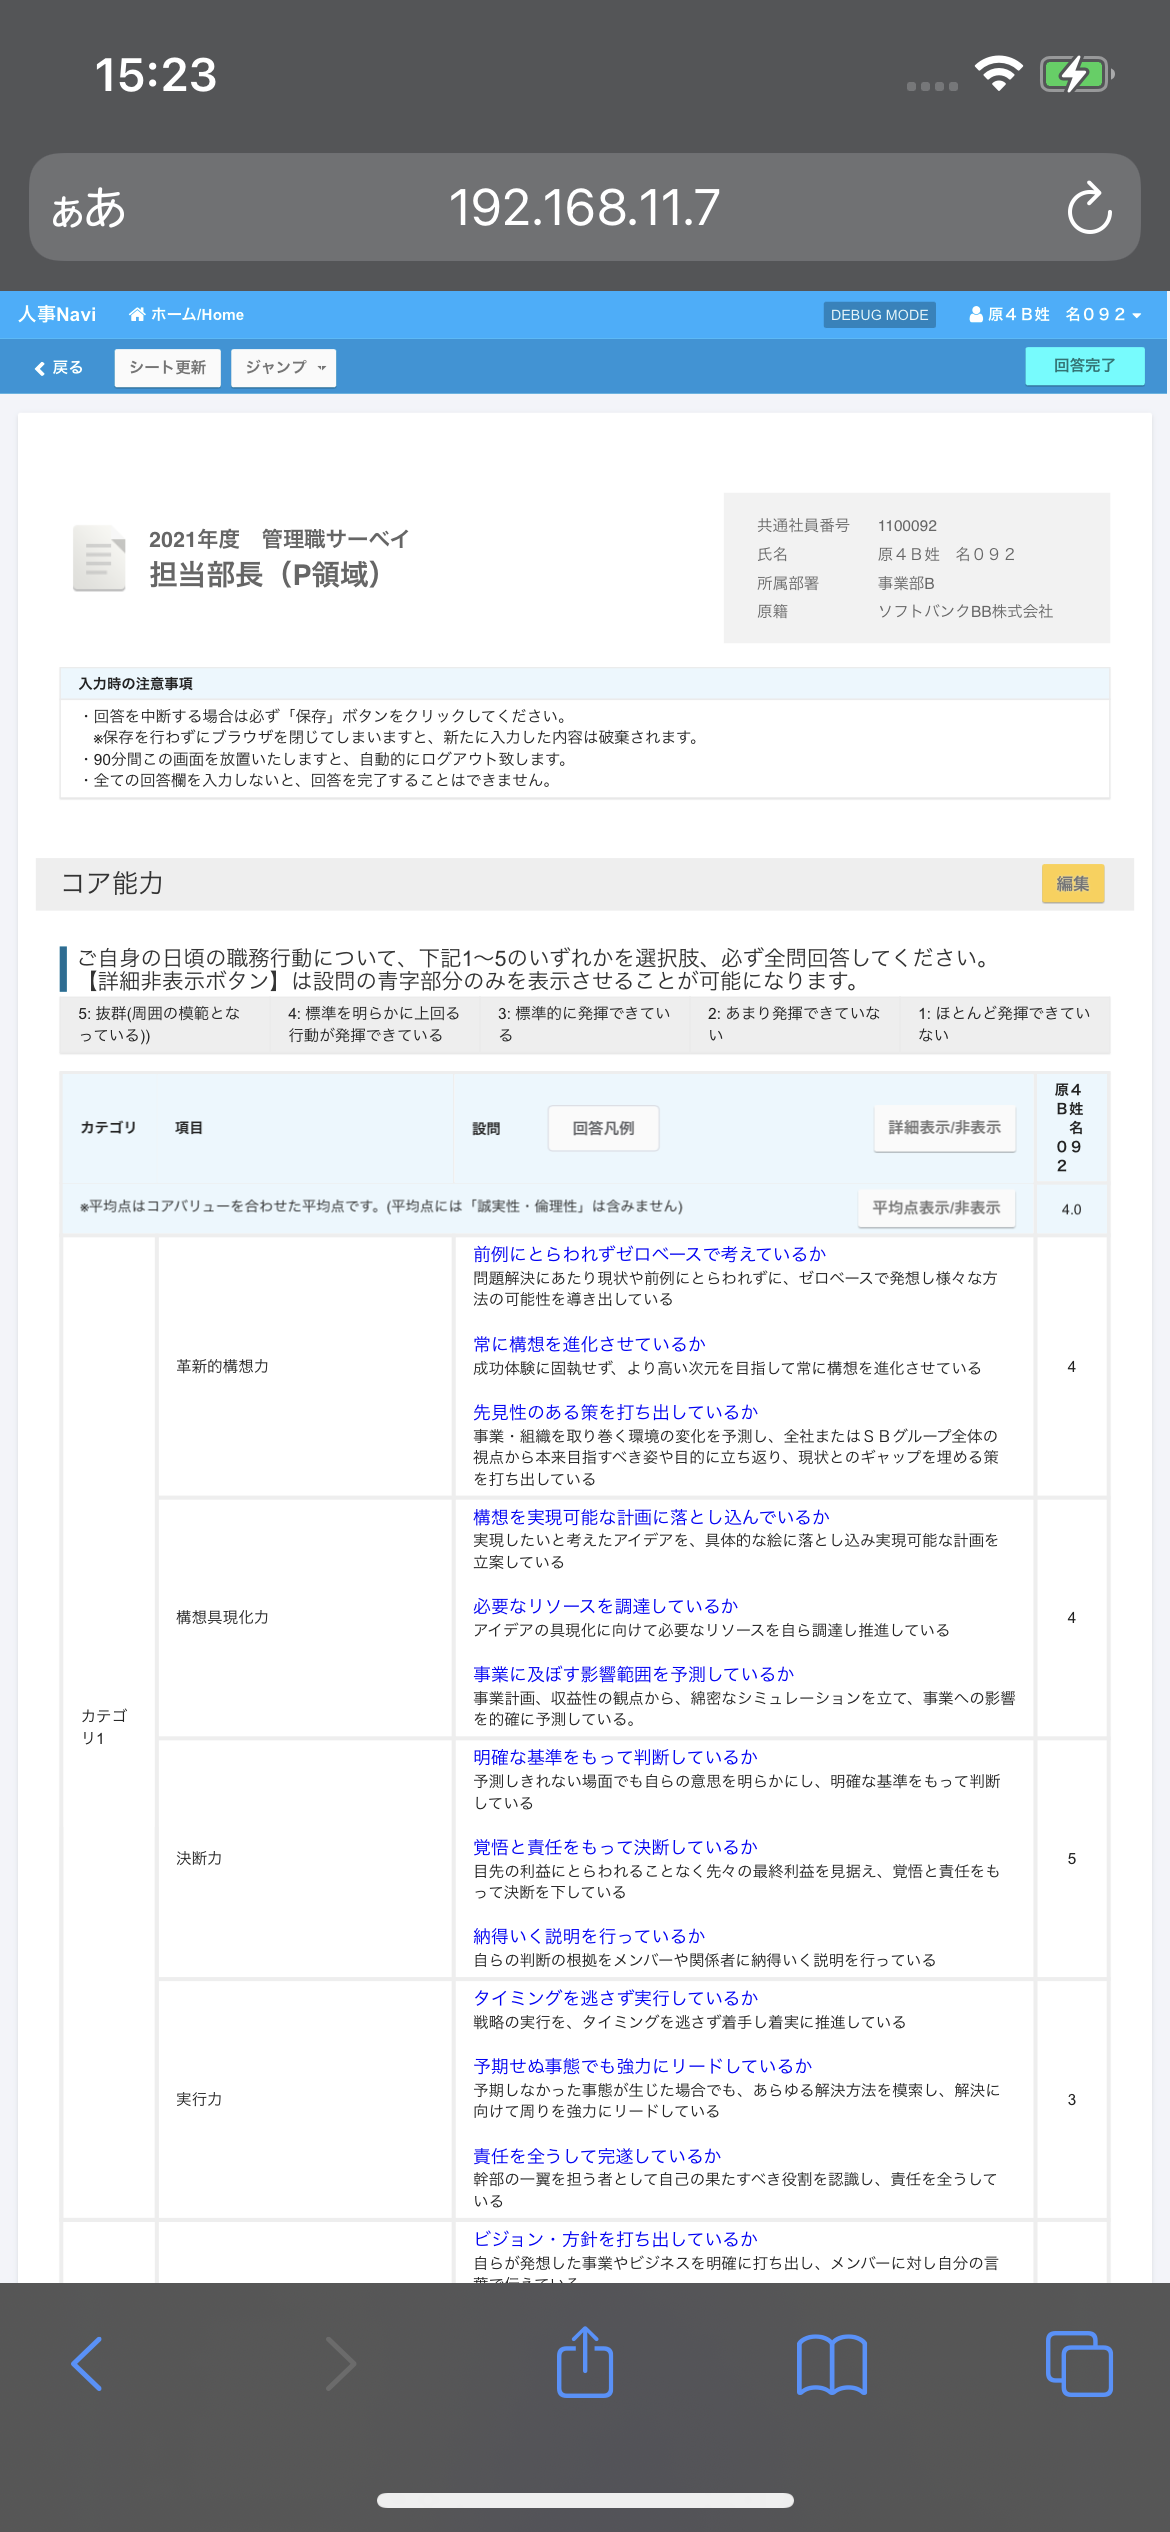 15:23
ぁあ 192.168.11.7
人事Navi ホーム/Home DEBUG MODE 原４Ｂ姓　名０９２
戻る シート更新 ジャンプ 回答完了
2021年度　管理職サーベイ
担当部長（P領域）
共通社員番号 1100092
氏名 原４Ｂ姓　名０９２
所属部署 事業部B
原籍 ソフトバンクBB株式会社
入力時の注意事項
・回答を中断する場合は必ず「保存」ボタンをクリックしてください。
※保存を行わずにブラウザを閉じてしまいますと、新たに入力した内容は破棄されます。
・90分間この画面を放置いたしますと、自動的にログアウト致します。
・全ての回答欄を入力しないと、回答を完了することはできません。
コア能力 編集
ご自身の日頃の職務行動について、下記1〜5のいずれかを選択肢、必ず全問回答してください。
【詳細非表示ボタン】は設問の青字部分のみを表示させることが可能になります。
5: 抜群(周囲の模範とな
っている))
4: 標準を明らかに上回る
行動が発揮できている
3: 標準的に発揮できてい
る
2: あまり発揮できていな
い
1: ほとんど発揮できてい
ない
カテゴリ 項目 設問 回答凡例 詳細表示/非表示
原４
Ｂ姓
名
０９
２
※平均点はコアバリューを合わせた平均点です。(平均点には「誠実性・倫理性」は含みません) 平均点表示/非表示 4.0
カテゴ
リ1
革新的構想力
前例にとらわれずゼロベースで考えているか
問題解決にあたり現状や前例にとらわれずに、ゼロベースで発想し様々な方
法の可能性を導き出している
常に構想を進化させているか
成功体験に固執せず、より高い次元を目指して常に構想を進化させている
先見性のある策を打ち出しているか
事業・組織を取り巻く環境の変化を予測し、全社またはＳＢグループ全体の
視点から本来目指すべき姿や目的に立ち返り、現状とのギャップを埋める策
を打ち出している
4
構想具現化力
構想を実現可能な計画に落とし込んでいるか
実現したいと考えたアイデアを、具体的な絵に落とし込み実現可能な計画を
立案している
必要なリソースを調達しているか
アイデアの具現化に向けて必要なリソースを自ら調達し推進している
事業に及ぼす影響範囲を予測しているか
事業計画、収益性の観点から、綿密なシミュレーションを立て、事業への影響
を的確に予測している。
4
決断力
明確な基準をもって判断しているか
予測しきれない場面でも自らの意思を明らかにし、明確な基準をもって判断
している
覚悟と責任をもって決断しているか
目先の利益にとらわれることなく先々の最終利益を見据え、覚悟と責任をも
って決断を下している
納得いく説明を行っているか
自らの判断の根拠をメンバーや関係者に納得いく説明を行っている
5
実行力
タイミングを逃さず実行しているか
戦略の実行を、タイミングを逃さず着手し着実に推進している
予期せぬ事態でも強力にリードしているか
予期しなかった事態が生じた場合でも、あらゆる解決方法を模索し、解決に
向けて周りを強力にリードしている
責任を全うして完遂しているか
幹部の一翼を担う者として自己の果たすべき役割を認識し、責任を全うして
いる
3
ビジョン・方針を打ち出しているか
自らが発想した事業やビジネスを明確に打ち出し、メンバーに対し自分の言
葉で伝えている